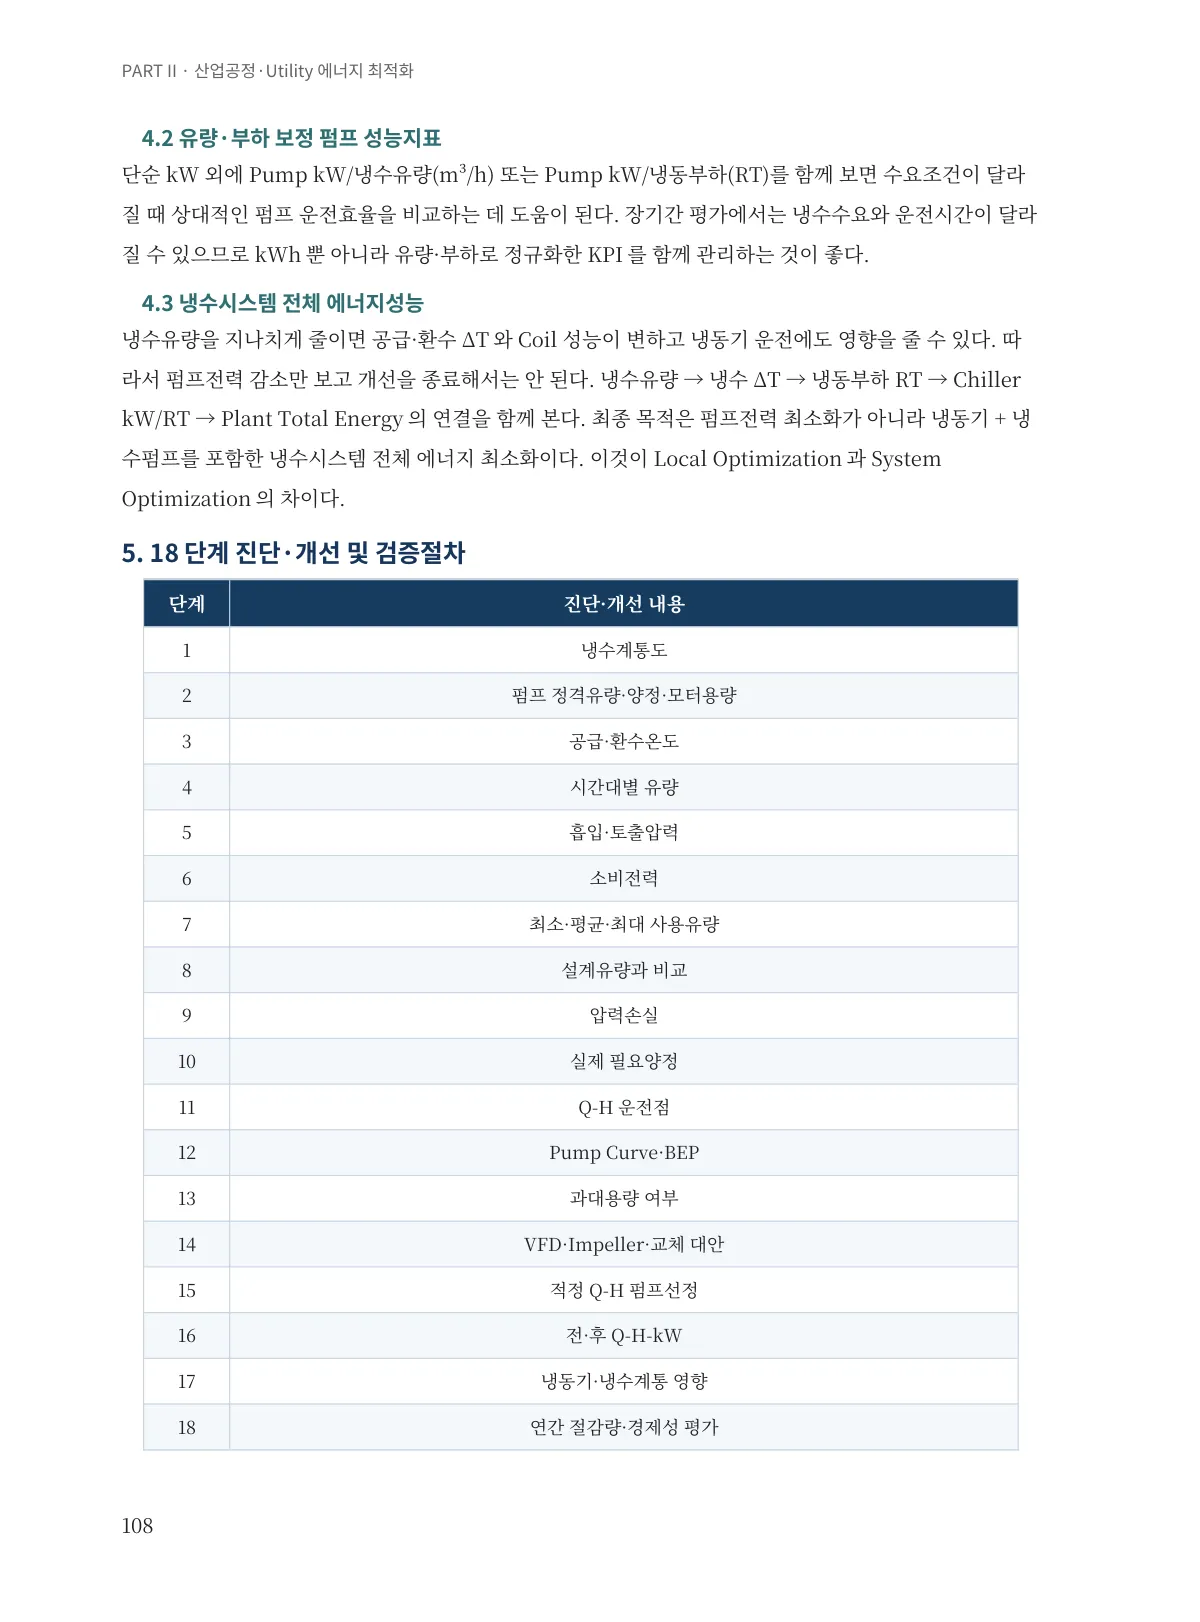 PART II · 산업공정·Utility 에너지 최적화
4.2 유량·부하 보정 펌프 성능지표
단순 kW 외에 Pump kW/냉수유량(m³/h) 또는 Pump kW/냉동부하(RT)를 함께 보면 수요조건이 달라
질 때 상대적인 펌프 운전효율을 비교하는 데 도움이 된다. 장기간 평가에서는 냉수수요와 운전시간이 달라
질 수 있으므로 kWh 뿐 아니라 유량·부하로 정규화한 KPI 를 함께 관리하는 것이 좋다.
4.3 냉수시스템 전체 에너지성능
냉수유량을 지나치게 줄이면 공급·환수 ΔT 와 Coil 성능이 변하고 냉동기 운전에도 영향을 줄 수 있다. 따
라서 펌프전력 감소만 보고 개선을 종료해서는 안 된다. 냉수유량 → 냉수 ΔT → 냉동부하 RT → Chiller
kW/RT → Plant Total Energy 의 연결을 함께 본다. 최종 목적은 펌프전력 최소화가 아니라 냉동기 + 냉
수펌프를 포함한 냉수시스템 전체 에너지 최소화이다. 이것이 Local Optimization 과 System
Optimization 의 차이다.
5. 18 단계 진단·개선 및 검증절차
단계 진단·개선 내용
1 냉수계통도
2 펌프 정격유량·양정·모터용량
3 공급·환수온도
4 시간대별 유량
5 흡입·토출압력
6 소비전력
7 최소·평균·최대 사용유량
8 설계유량과 비교
9 압력손실
10 실제 필요양정
11 Q-H 운전점
12 Pump Curve·BEP
13 과대용량 여부
14 VFD·Impeller·교체 대안
15 적정 Q-H 펌프선정
16 전·후 Q-H-kW
17 냉동기·냉수계통 영향
18 연간 절감량·경제성 평가
108